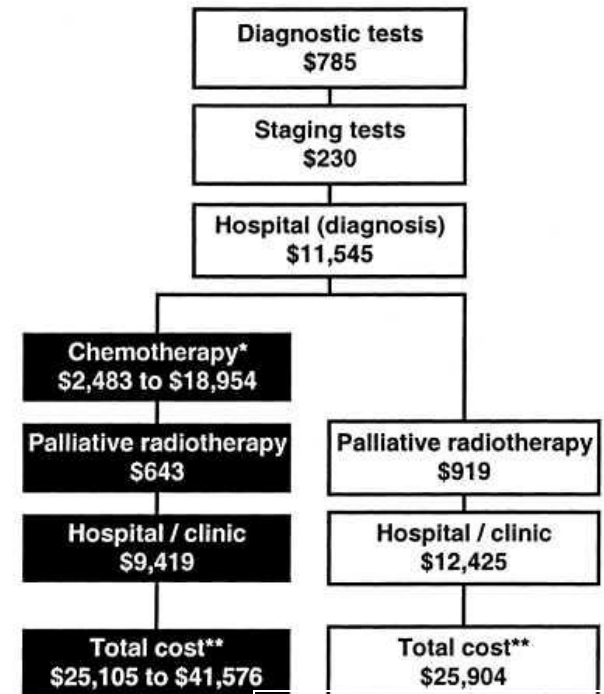 Diagnostic tests
$785
Staging tests
$230
Hospital (diagnosis)
$11,545
Chemotherapy*
$2,483 to $18,954
Palliative radiotherapy
$643
Hospital / clinic
$9,419
Total cost**
$25,105 to $41,576
Palliative radiotherapy
$919
Hospital / clinic
$12,425
Total cost**
$25,904